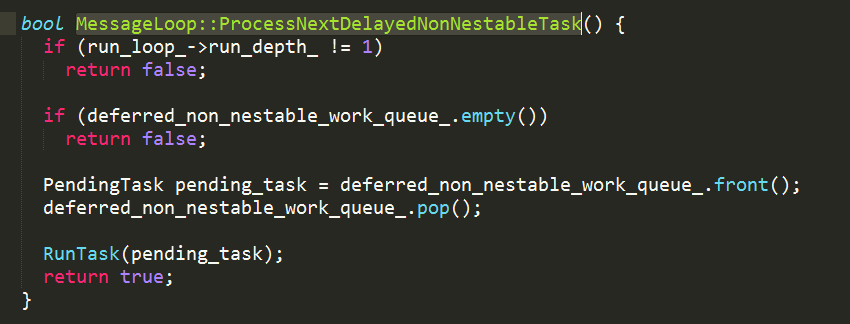 bool MessageLoop::ProcessNextDelayedNonNestableTask() {
  if (run_loop_->run_depth_ != 1)
    return false;

  if (deferred_non_nestable_work_queue_.empty())
    return false;

  PendingTask pending_task = deferred_non_nestable_work_queue_.front();
  deferred_non_nestable_work_queue_.pop();

  RunTask(pending_task);
  return true;
}